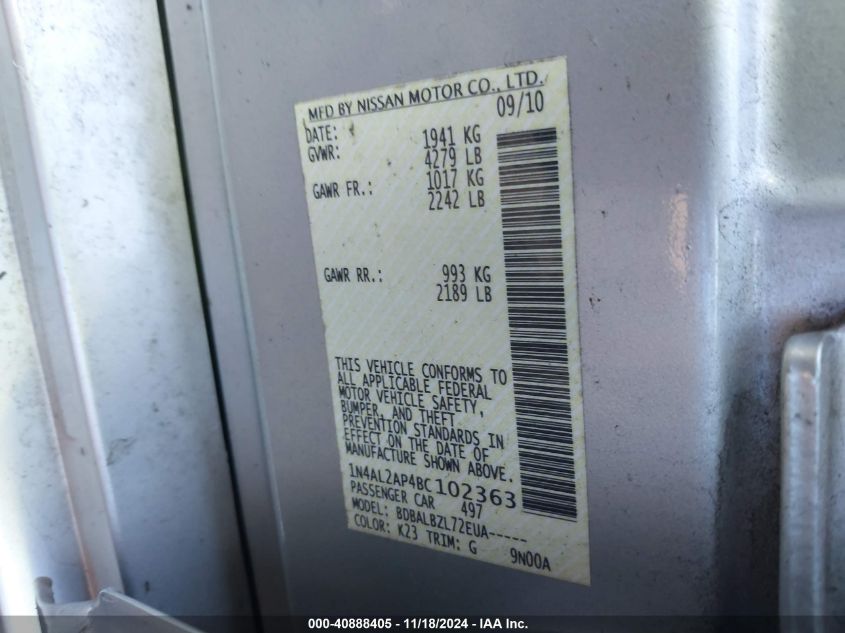 MFD BY NISSAN MOTOR CO., LTD.
DATE: 09/10
GVWR: 1941 KG
4279 LB
GAWR FR.: 1017 KG
2242 LB
GAWR RR.: 993 KG
2189 LB
THIS VEHICLE CONFORMS TO
ALL APPLICABLE FEDERAL
MOTOR VEHICLE SAFETY,
BUMPER, AND THEFT
PREVENTION STANDARDS IN
EFFECT ON THE DATE OF
MANUFACTURE SHOWN ABOVE.
1N4AL2AP4BC102363
PASSENGER CAR 497
MODEL: BDBALBZL72EUA-----
COLOR: K23 TRIM: G 9N00A
000-40888405 - 11/18/2024 - IAA Inc.